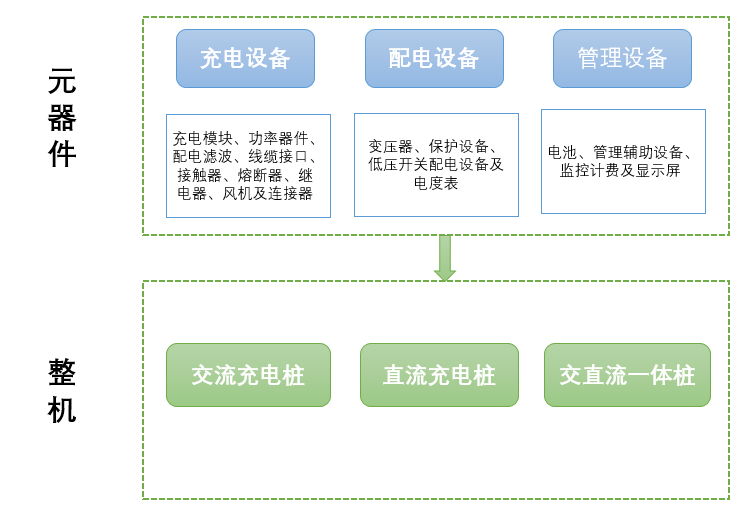 元
器
件
充电设备
配电设备
管理设备
充电模块、功率器件、
配电滤波、线缆接口、
接触器、熔断器、继
电器、风机及连接器
变压器、保护设备、
低压开关配电设备及
电度表
电池、管理辅助设备、
监控计费及显示屏
整
机
交流充电桩
直流充电桩
交直流一体桩